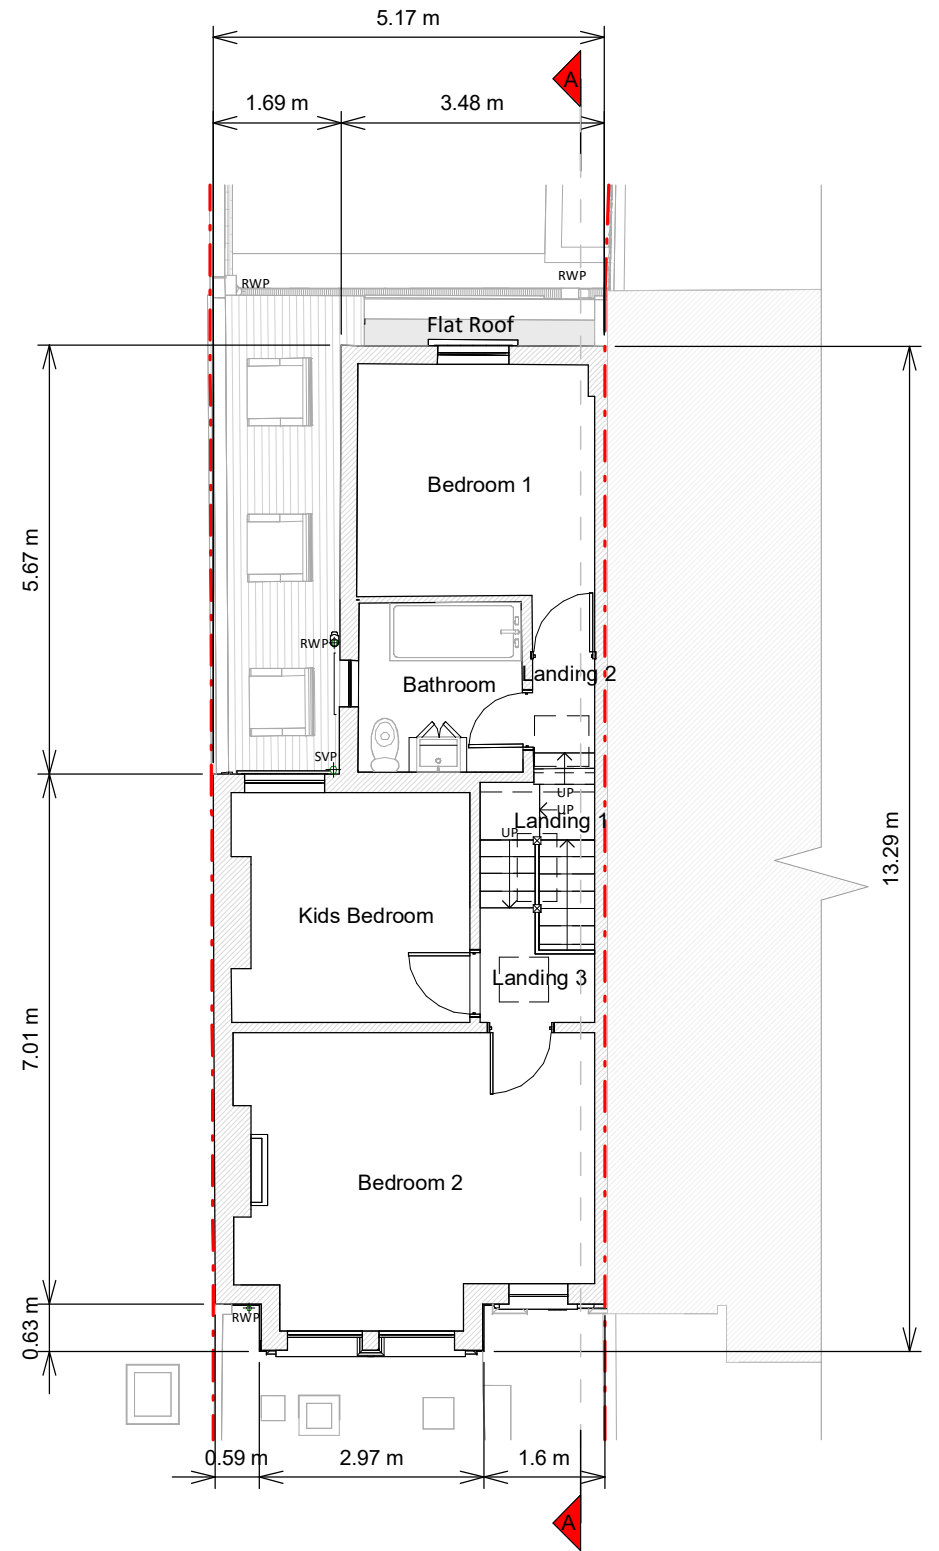 5.17 m
A
1.69 m
3.48 m
RWP
RWP
Flat Roof
Bedroom 1
5.67 m
RWP
Landing 2
Bathroom
SVP
UP
UP
Landing 1
UP
13.29 m
Kids Bedroom
Landing 3
7.01 m
Bedroom 2
RWP
0.63 m
0.59 m
2.97 m
1.6 m
A